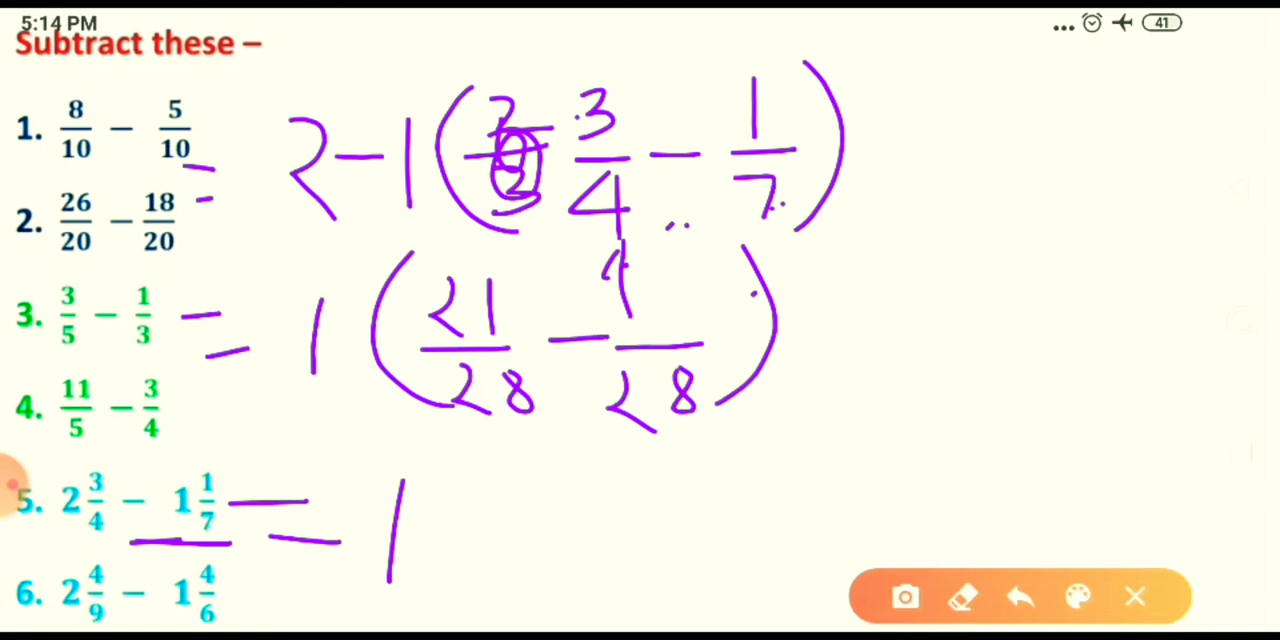 5:14 PM ... 41
Subtract these –
1. 8/10 – 5/10
2. 26/20 – 18/20
3. 3/5 – 1/3
4. 11/5 – 3/4
5. 2 3/4 – 1 1/7
6. 2 4/9 – 1 4/6
= 2 - 1 ( 3/4 - 1/7 )
= 1 ( 21/28 - 4/28 )
= 1